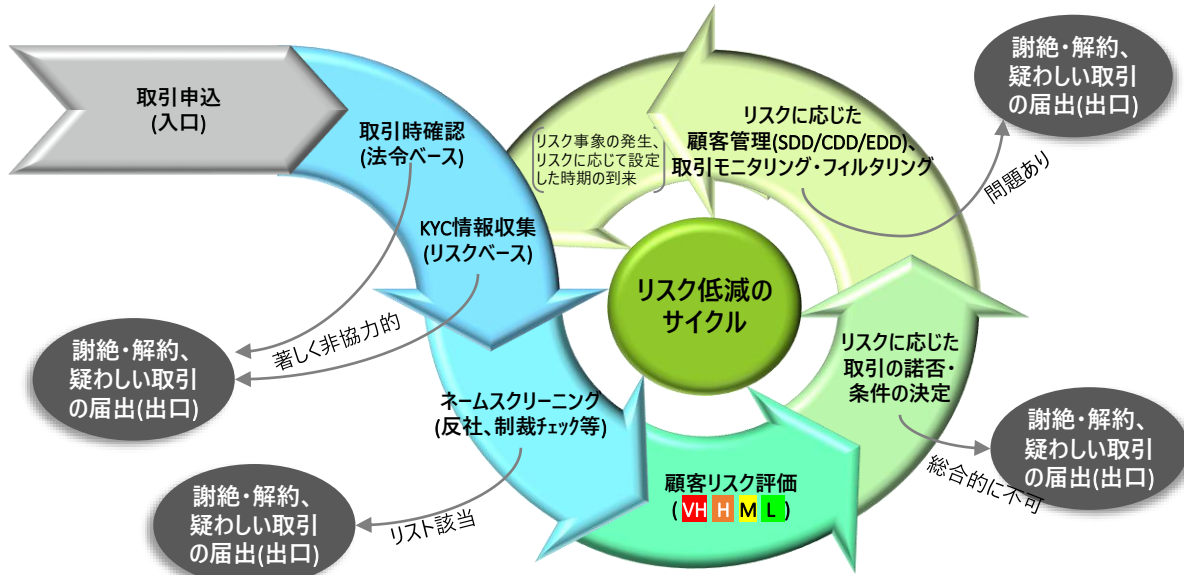 取引申込
(入口)
取引時確認
(法令ベース)
KYC情報収集
(リスクベース)
著しく非協力的
謝絶・解約、
疑わしい取引
の届出(出口)
ネームスクリーニング
(反社、制裁チェック等)
リスト該当
謝絶・解約、
疑わしい取引
の届出(出口)
顧客リスク評価
( VH H M L )
リスクに応じた
取引の諾否・
条件の決定
総合的に不可
謝絶・解約、
疑わしい取引
の届出(出口)
リスクに応じた
顧客管理(SDD/CDD/EDD)、
取引モニタリング・フィルタリング
問題あり
謝絶・解約、
疑わしい取引
の届出(出口)
リスク事象の発生、
リスクに応じて設定
した時期の到来
リスク低減の
サイクル